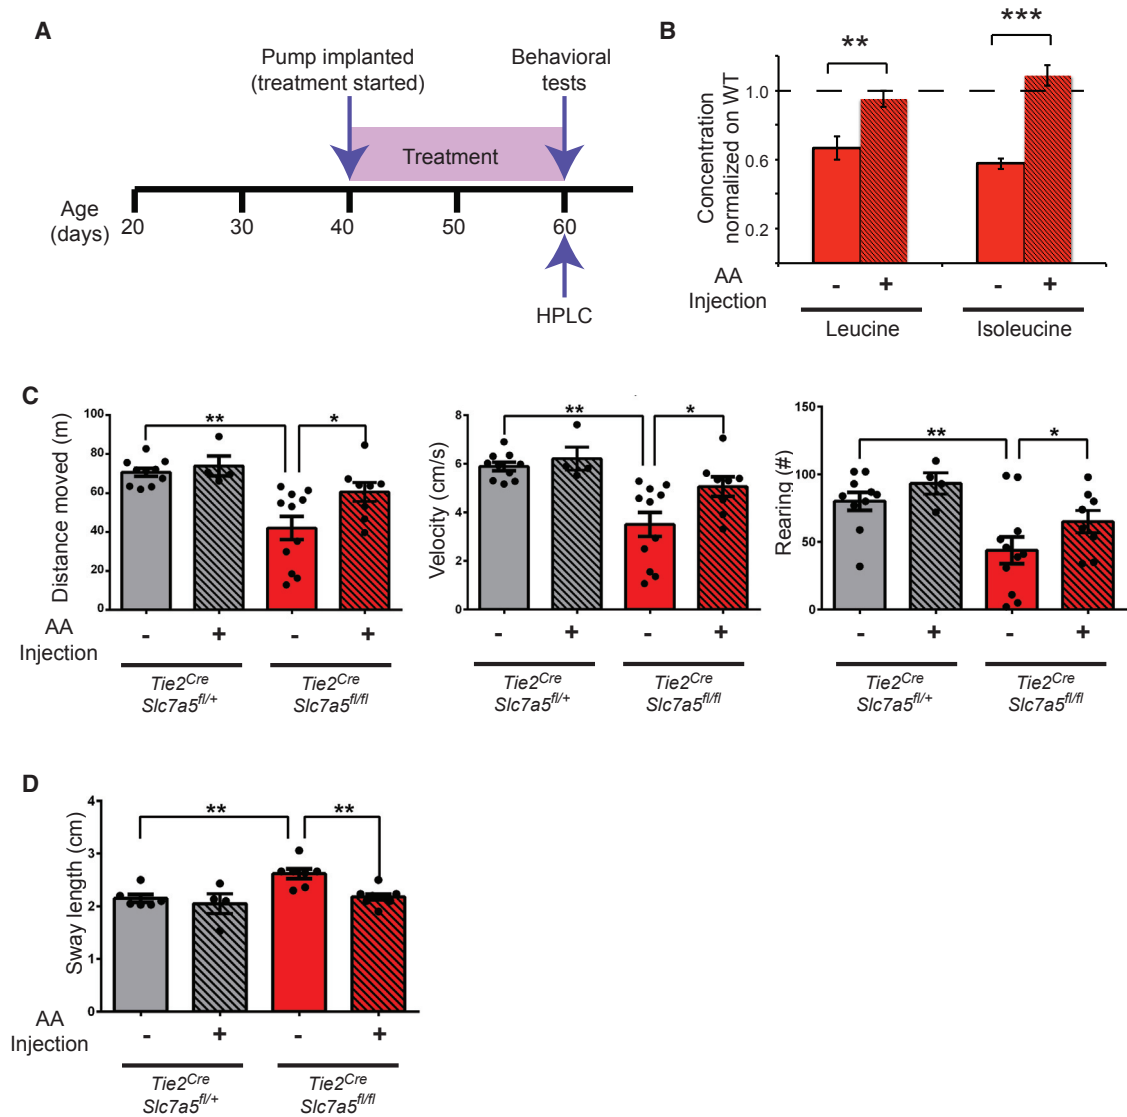 A
Pump implanted
(treatment started)
Behavioral
tests
Treatment
Age
(days)
20
30
40
50
60
HPLC
B
**
***
Concentration
normalized on WT
1.0
0.6
0.2
AA
Injection
-
+
-
+
Leucine
Isoleucine
C
Distance moved (m)
100
80
60
40
20
0
**
*
AA
Injection
-
+
-
+
Tie2Cre
Slc7a5fl/+
Tie2Cre
Slc7a5fl/fl
Velocity (cm/s)
8
6
4
2
0
**
*
-
+
-
+
Tie2Cre
Slc7a5fl/+
Tie2Cre
Slc7a5fl/fl
Rearing (#)
150
100
50
0
**
*
-
+
-
+
Tie2Cre
Slc7a5fl/+
Tie2Cre
Slc7a5fl/fl
D
Sway length (cm)
4
3
2
1
0
**
**
AA
Injection
-
+
-
+
Tie2Cre
Slc7a5fl/+
Tie2Cre
Slc7a5fl/fl